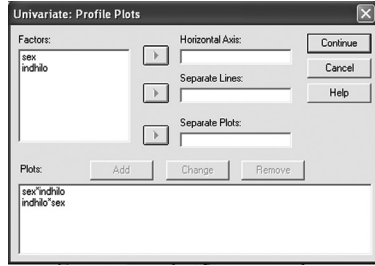 Univariate: Profile Plots
Factors:
sex
indhilo
Horizontal Axis:
Separate Lines:
Separate Plots:
Continue
Cancel
Help
Plots:
Add
Change
Remove
sex*indhilo
indhilo*sex